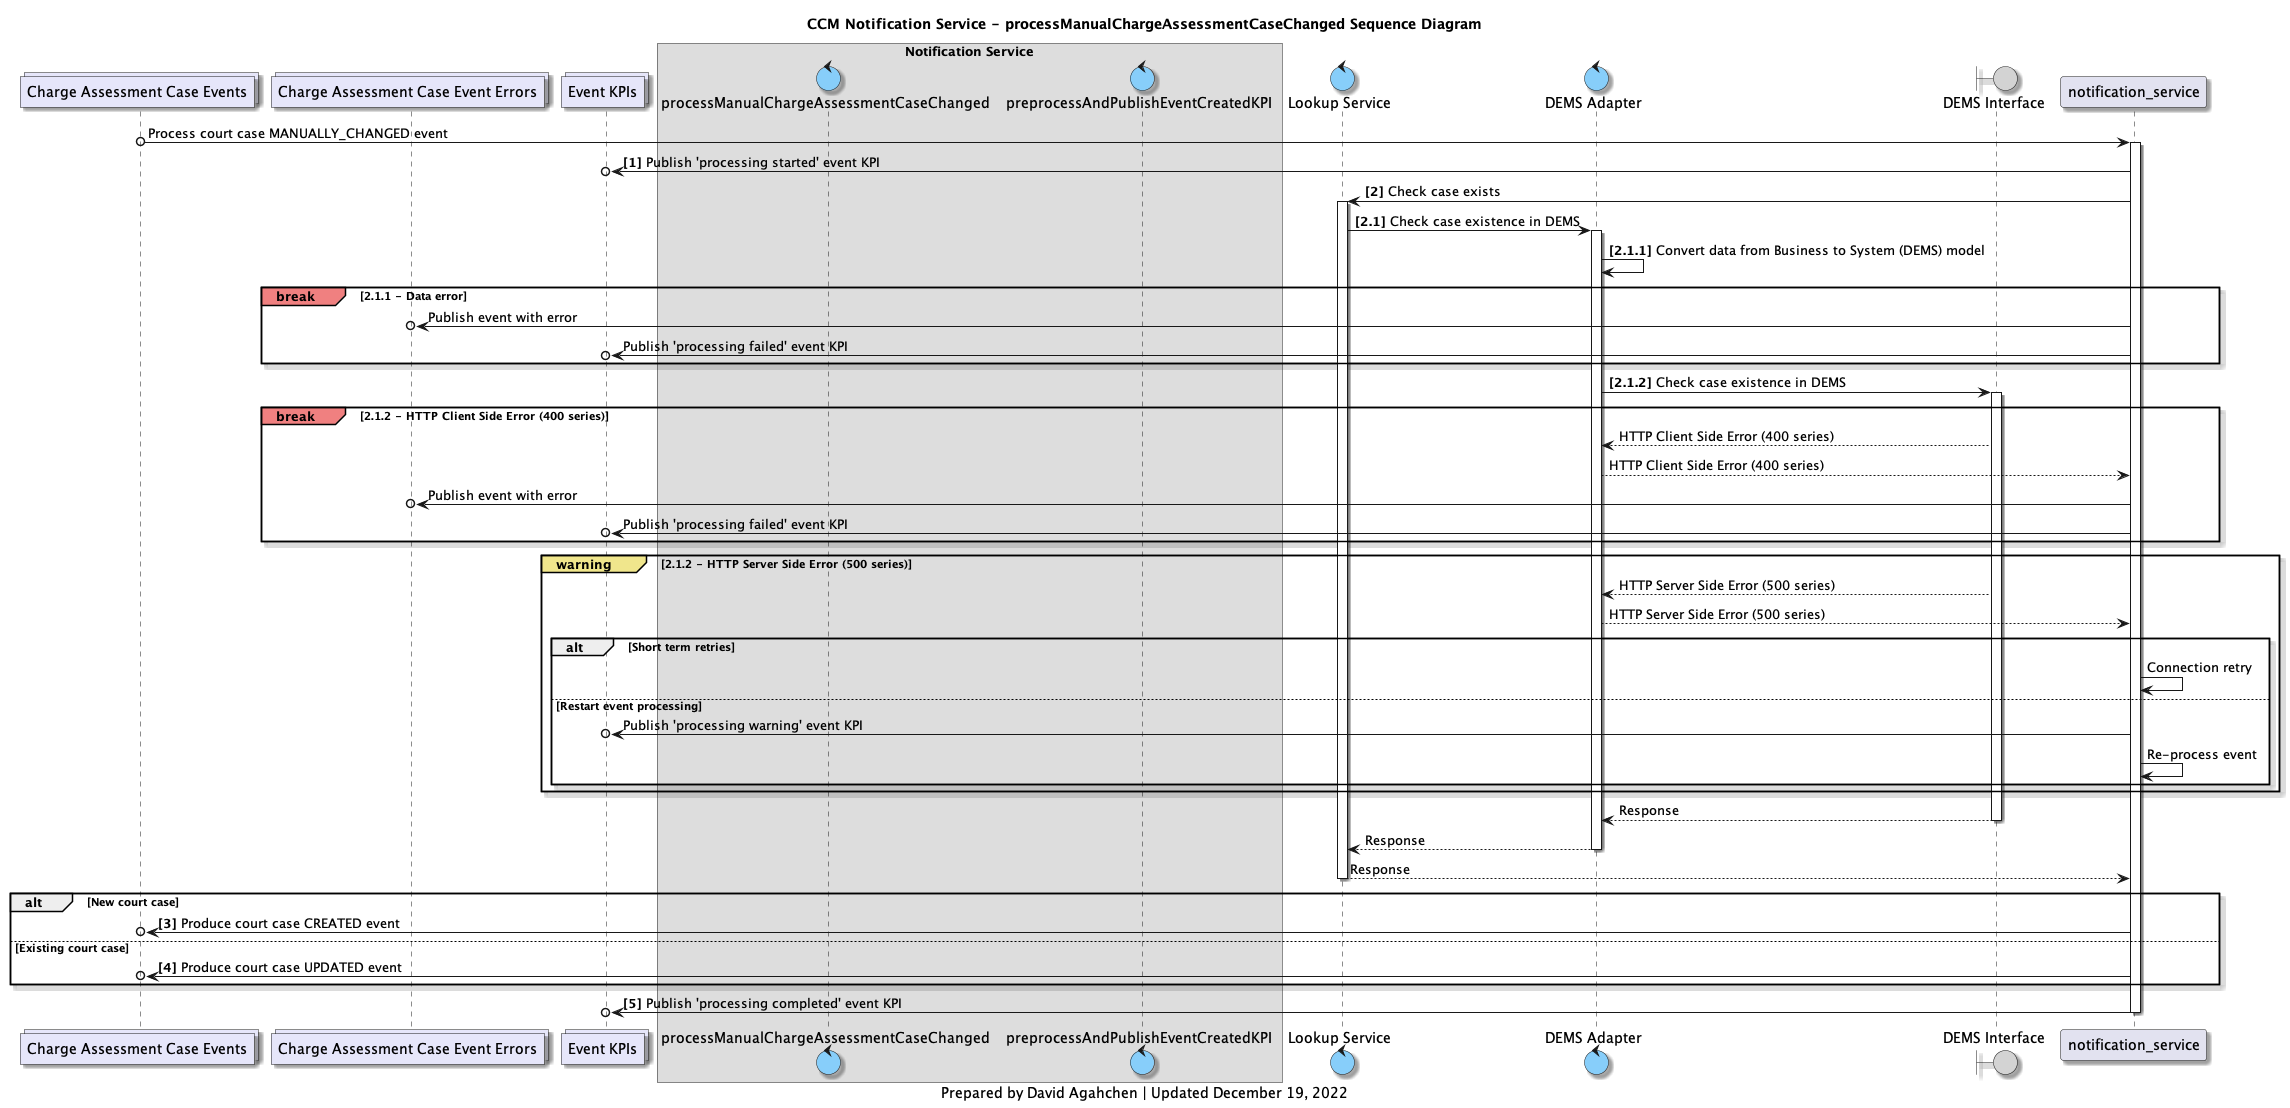 CCM Notification Service - processManualChargeAssessmentCaseChanged Sequence Diagram
Notification Service
Charge Assessment Case Events
Charge Assessment Case Event Errors
Event KPIs
processManualChargeAssessmentCaseChanged
preprocessAndPublishEventCreatedKPI
Lookup Service
DEMS Adapter
DEMS Interface
notification_service
Process court case MANUALLY_CHANGED event
[1] Publish 'processing started' event KPI
[2] Check case exists
[2.1] Check case existence in DEMS
[2.1.1] Convert data from Business to System (DEMS) model
break [2.1.1 - Data error]
Publish event with error
Publish 'processing failed' event KPI
[2.1.2] Check case existence in DEMS
break [2.1.2 - HTTP Client Side Error (400 series)]
HTTP Client Side Error (400 series)
HTTP Client Side Error (400 series)
Publish event with error
Publish 'processing failed' event KPI
warning [2.1.2 - HTTP Server Side Error (500 series)]
HTTP Server Side Error (500 series)
HTTP Server Side Error (500 series)
alt [Short term retries]
Connection retry
[Restart event processing]
Publish 'processing warning' event KPI
Re-process event
Response
Response
Response
alt [New court case]
[3] Produce court case CREATED event
[Existing court case]
[4] Produce court case UPDATED event
[5] Publish 'processing completed' event KPI
Charge Assessment Case Events
Charge Assessment Case Event Errors
Event KPIs
processManualChargeAssessmentCaseChanged
preprocessAndPublishEventCreatedKPI
Lookup Service
DEMS Adapter
DEMS Interface
notification_service
Prepared by David Agahchen | Updated December 19, 2022